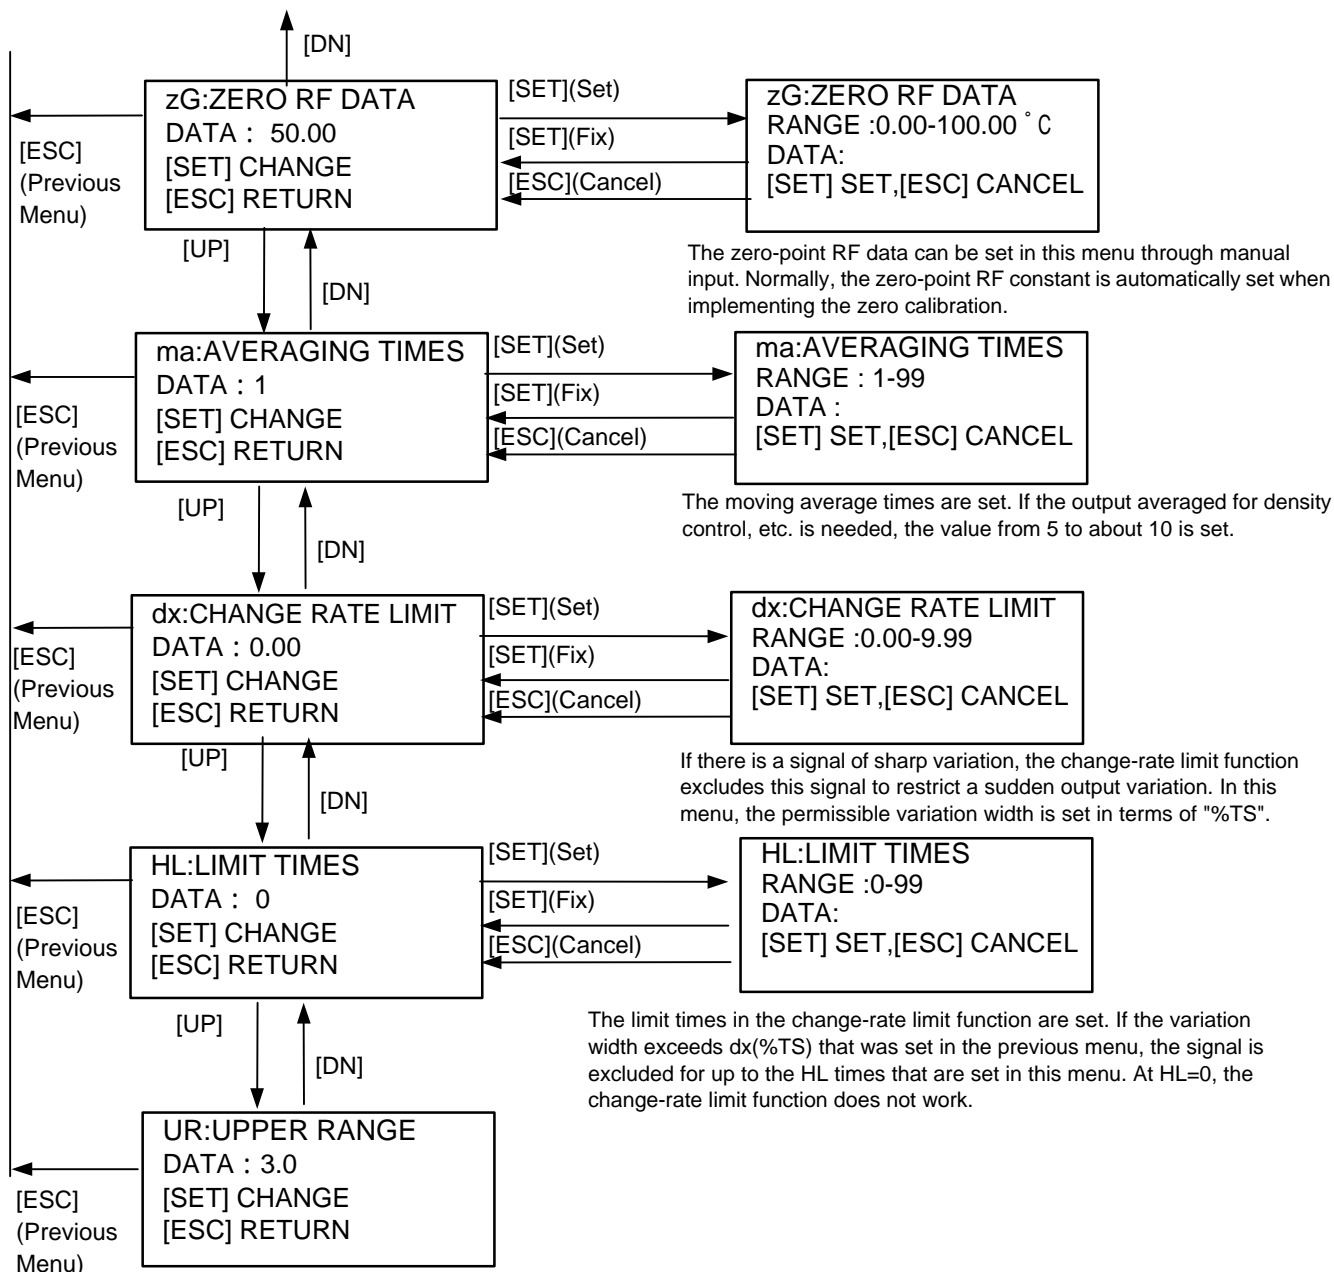 [DN]
zG:ZERO RF DATA
DATA : 50.00
[SET] CHANGE
[ESC] RETURN
[SET](Set)
[SET](Fix)
[ESC](Cancel)
zG:ZERO RF DATA
RANGE :0.00-100.00 ﾟC
DATA:
[SET] SET,[ESC] CANCEL
[ESC]
(Previous
Menu)
The zero-point RF data can be set in this menu through manual
input. Normally, the zero-point RF constant is automatically set when
implementing the zero calibration.
[UP]
[DN]
ma:AVERAGING TIMES
DATA : 1
[SET] CHANGE
[ESC] RETURN
[SET](Set)
[SET](Fix)
[ESC](Cancel)
ma:AVERAGING TIMES
RANGE : 1-99
DATA :
[SET] SET,[ESC] CANCEL
[ESC]
(Previous
Menu)
The moving average times are set. If the output averaged for density
control, etc. is needed, the value from 5 to about 10 is set.
[UP]
[DN]
dx:CHANGE RATE LIMIT
DATA : 0.00
[SET] CHANGE
[ESC] RETURN
[SET](Set)
[SET](Fix)
[ESC](Cancel)
dx:CHANGE RATE LIMIT
RANGE :0.00-9.99
DATA:
[SET] SET,[ESC] CANCEL
[ESC]
(Previous
Menu)
If there is a signal of sharp variation, the change-rate limit function
excludes this signal to restrict a sudden output variation. In this
menu, the permissible variation width is set in terms of "%TS".
[UP]
[DN]
HL:LIMIT TIMES
DATA : 0
[SET] CHANGE
[ESC] RETURN
[SET](Set)
[SET](Fix)
[ESC](Cancel)
HL:LIMIT TIMES
RANGE :0-99
DATA:
[SET] SET,[ESC] CANCEL
[ESC]
(Previous
Menu)
The limit times in the change-rate limit function are set. If the variation
width exceeds dx(%TS) that was set in the previous menu, the signal is
excluded for up to the HL times that are set in this menu. At HL=0, the
change-rate limit function does not work.
[UP]
[DN]
UR:UPPER RANGE
DATA : 3.0
[SET] CHANGE
[ESC] RETURN
[ESC]
(Previous
Menu)